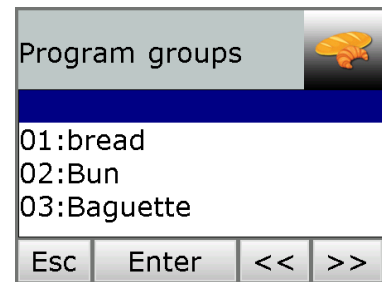 Program groups
01:bread
02:Bun
03:Baguette
Esc Enter << >>